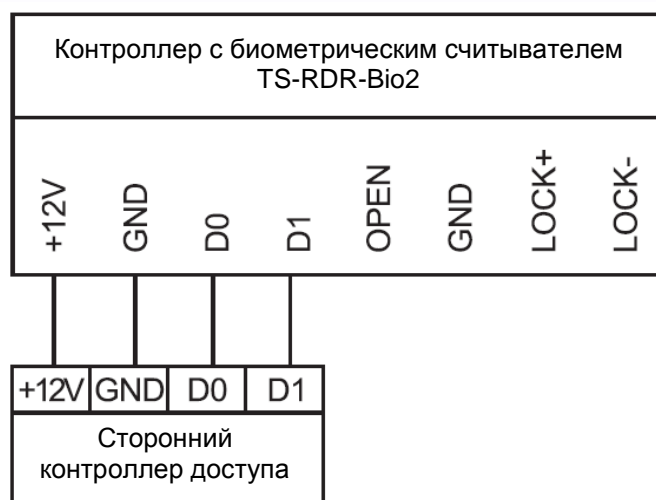 Контроллер с биометрическим считывателем
TS-RDR-Bio2
+12V
GND
D0
D1
OPEN
GND
LOCK+
LOCK-
+12V GND D0 D1
Сторонний
контроллер доступа